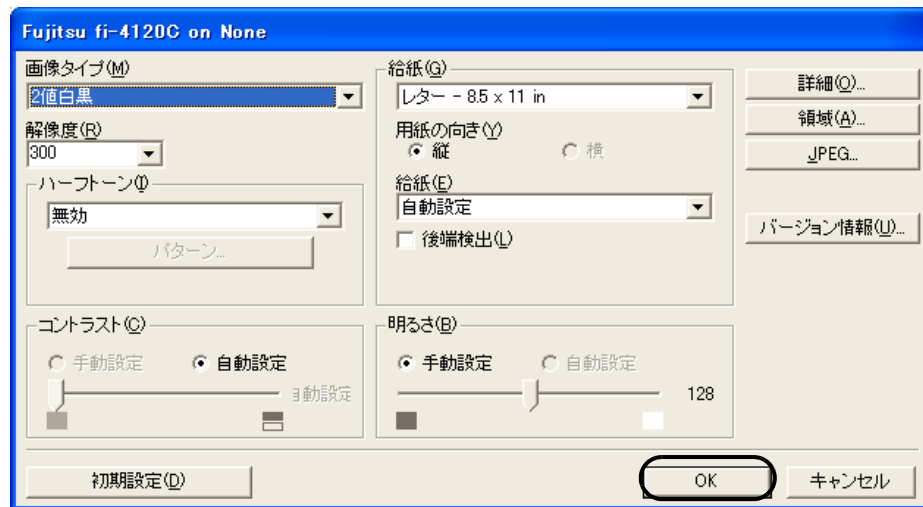 Fujitsu fi-4120C on None
画像タイプ(M)
2値白黒
解像度(R)
300
ハーフトーン(I)
無効
パターン...
給紙(G)
レター - 8.5 x 11 in
用紙の向き(Y)
縦 横
給紙(E)
自動設定
後端検出(L)
詳細(O)...
領域(A)...
JPEG...
バージョン情報(U)...
コントラスト(C)
手動設定 自動設定
自動設定
明るさ(B)
手動設定 自動設定
128
初期設定(D)
OK
キャンセル